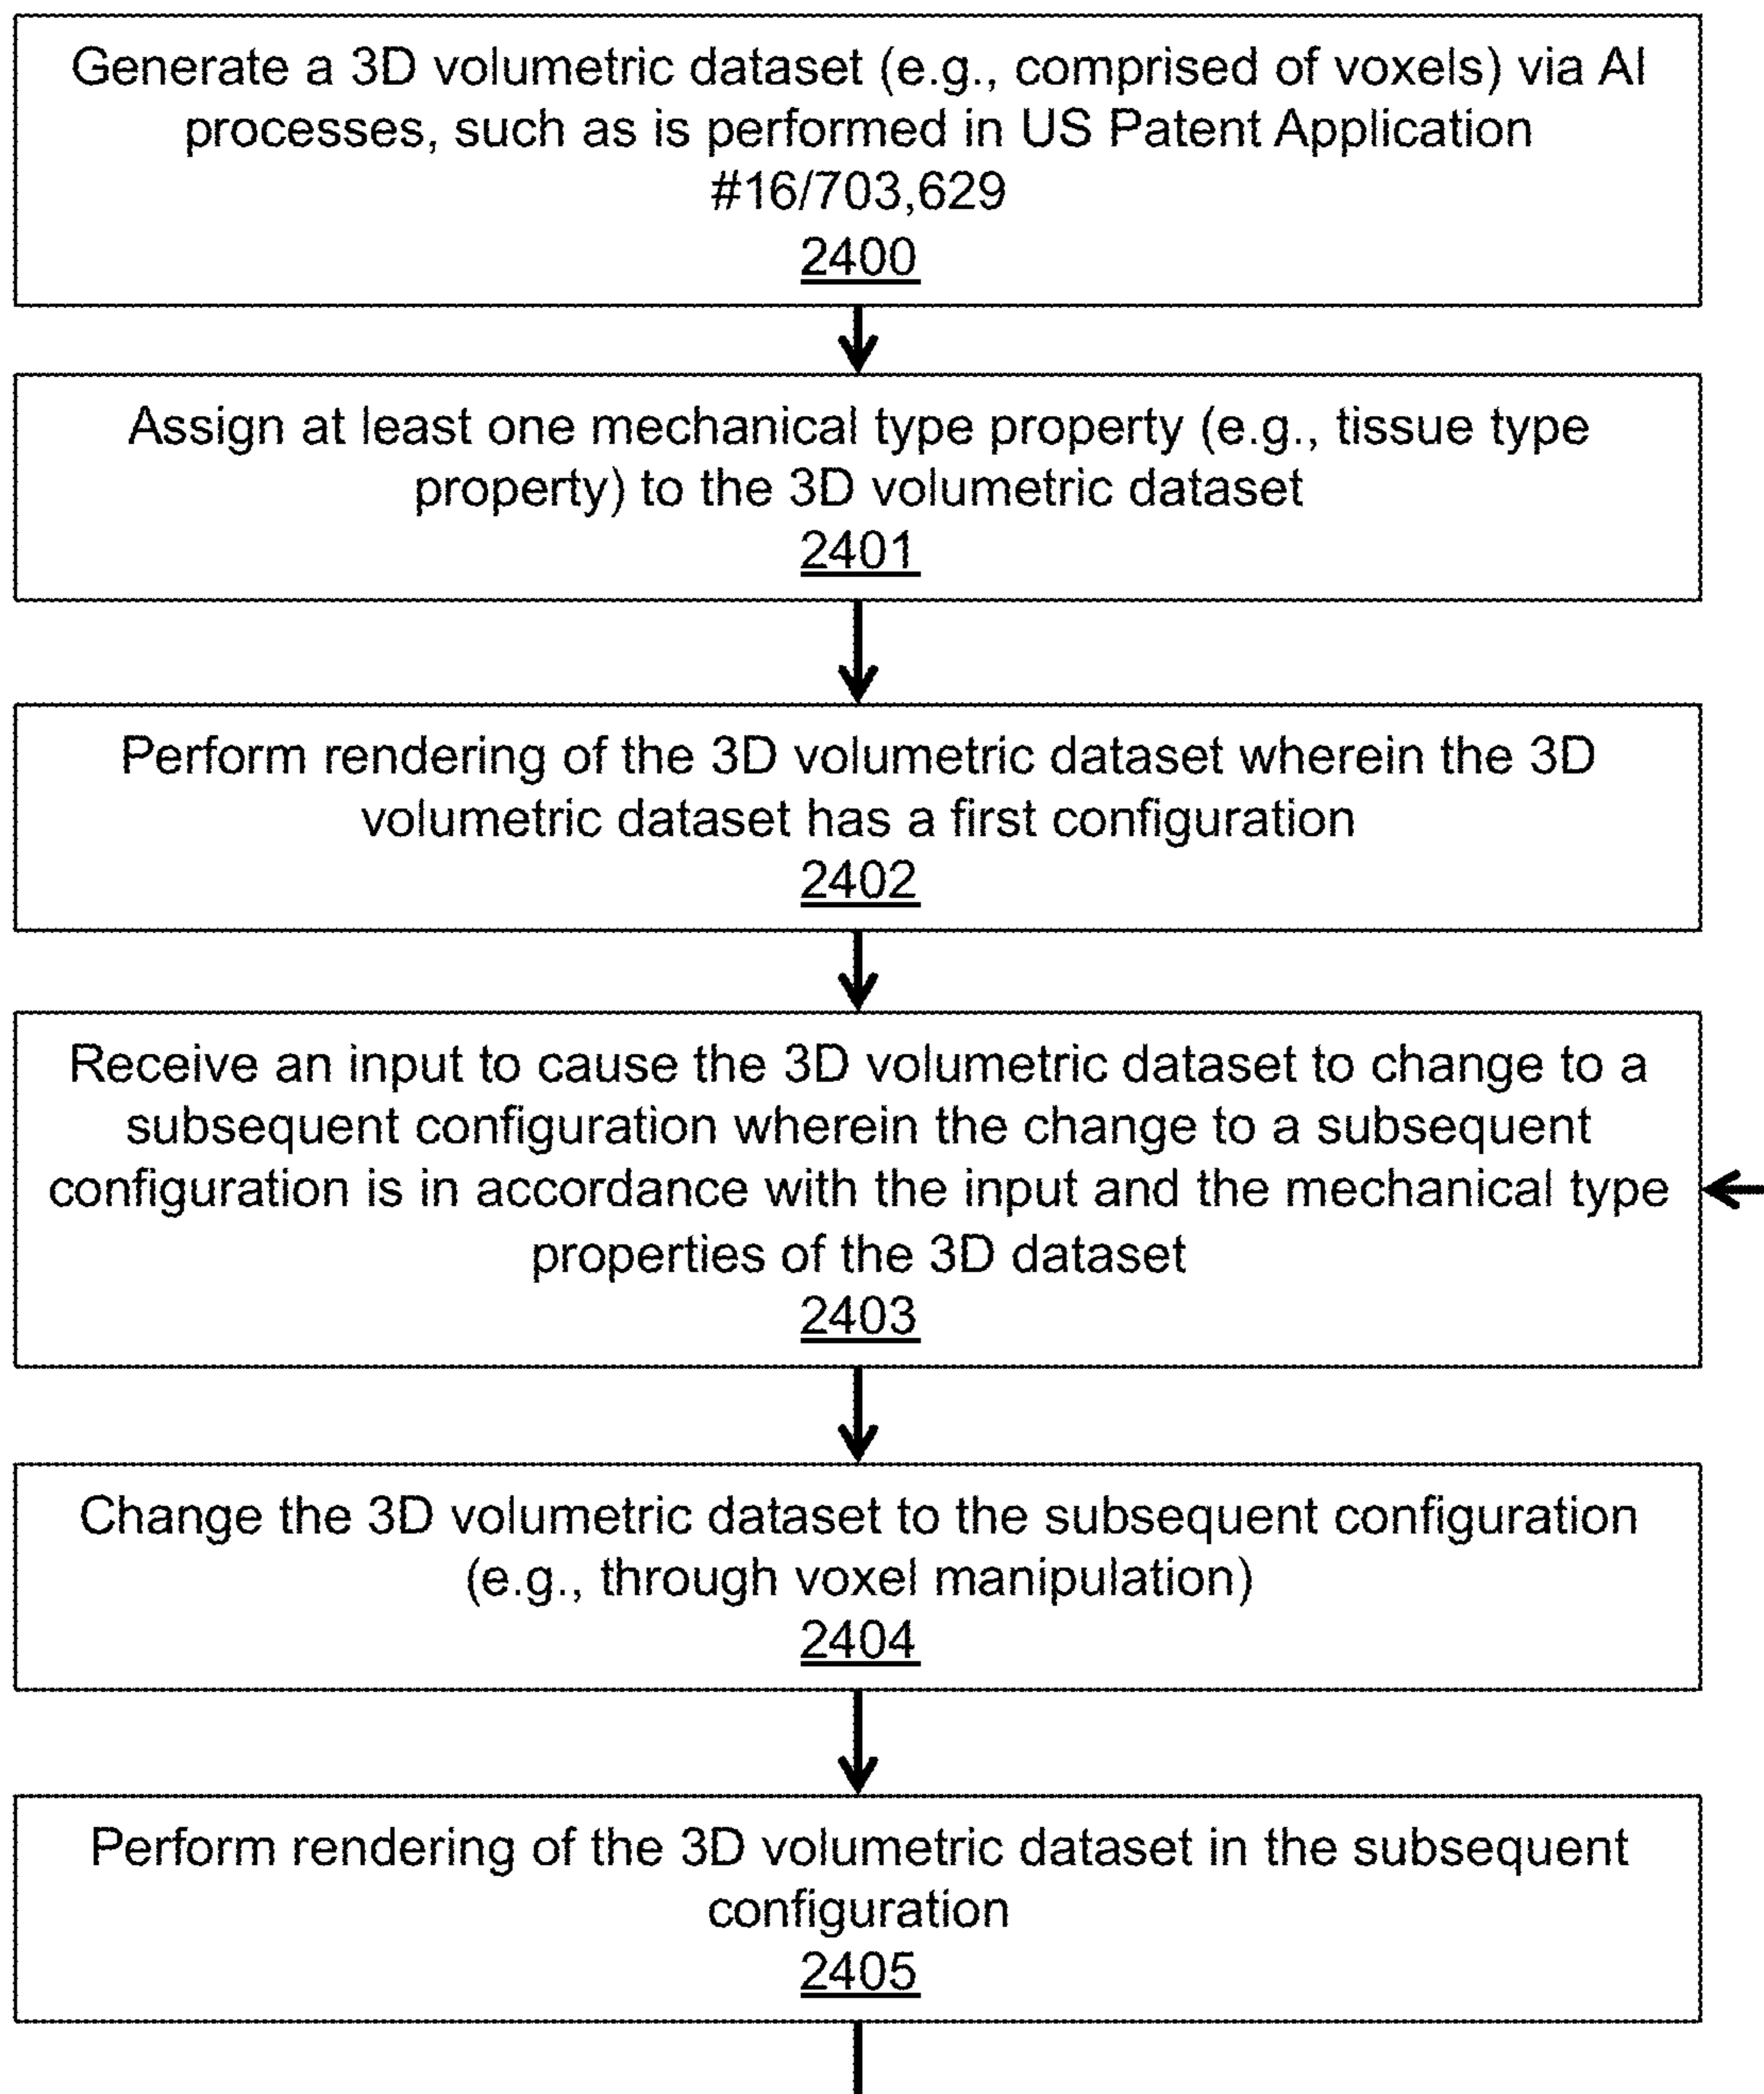 Generate a 3D volumetric dataset (e.g., comprised of voxels) via AI
processes, such as is performed in US Patent Application
#16/703,629
2400
Assign at least one mechanical type property (e.g., tissue type
property) to the 3D volumetric dataset
2401
Perform rendering of the 3D volumetric dataset wherein the 3D
volumetric dataset has a first configuration
2402
Receive an input to cause the 3D volumetric dataset to change to a
subsequent configuration wherein the change to a subsequent
configuration is in accordance with the input and the mechanical type
properties of the 3D dataset
2403
Change the 3D volumetric dataset to the subsequent configuration
(e.g., through voxel manipulation)
2404
Perform rendering of the 3D volumetric dataset in the subsequent
configuration
2405